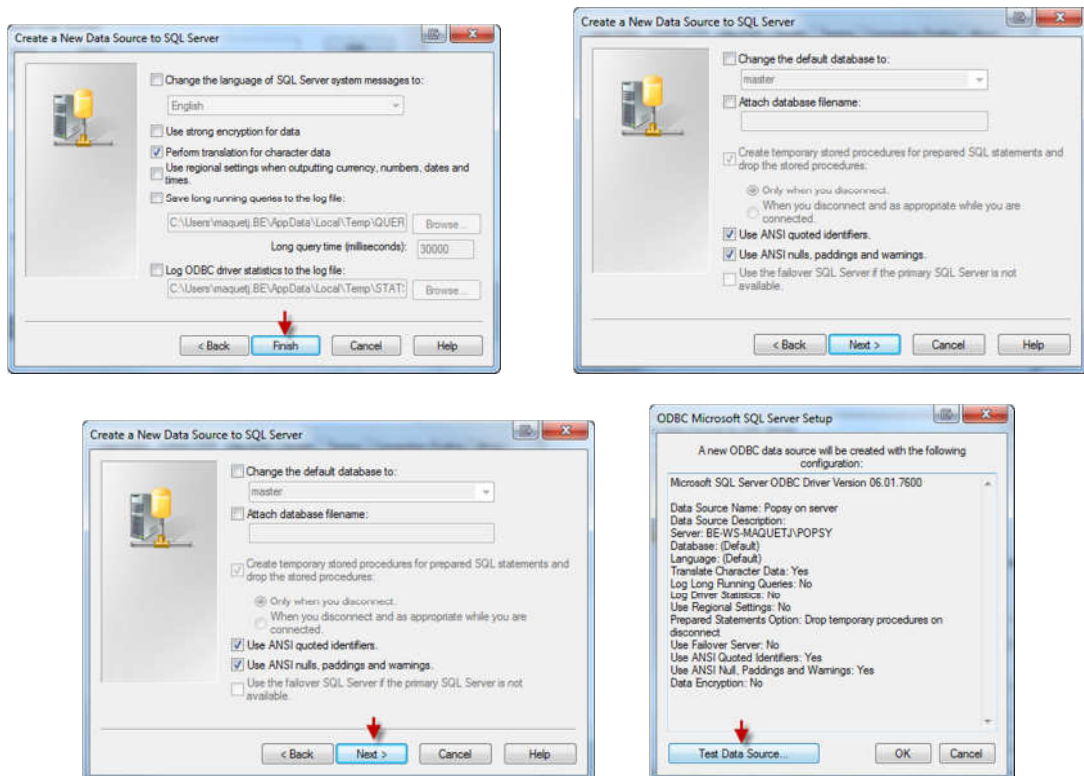 Create a New Data Source to SQL Server
Change the language of SQL Server system messages to:
English
Use strong encryption for data
Perform translation for character data
Use regional settings when outputting currency, numbers, dates and
times.
Save long running queries to the log file:
C:\Users\maquetj.BE\AppData\Local\Temp\QUER
Browse...
Long query time (milliseconds):
30000
Log ODBC driver statistics to the log file:
C:\Users\maquetj.BE\AppData\Local\Temp\STATS
Browse...
< Back
Finish
Cancel
Help
Create a New Data Source to SQL Server
Change the default database to:
master
Attach database filename:
Create temporary stored procedures for prepared SQL statements and
drop the stored procedures:
Only when you disconnect.
When you disconnect and as appropriate while you are
connected.
Use ANSI quoted identifiers.
Use ANSI nulls, paddings and warnings.
Use the failover SQL Server if the primary SQL Server is not
available.
< Back
Next >
Cancel
Help
Create a New Data Source to SQL Server
Change the default database to:
master
Attach database filename:
Create temporary stored procedures for prepared SQL statements and
drop the stored procedures:
Only when you disconnect.
When you disconnect and as appropriate while you are
connected.
Use ANSI quoted identifiers.
Use ANSI nulls, paddings and warnings.
Use the failover SQL Server if the primary SQL Server is not
available.
< Back
Next >
Cancel
Help
ODBC Microsoft SQL Server Setup
A new ODBC data source will be created with the following
configuration:
Microsoft SQL Server ODBC Driver Version 06.01.7600
Data Source Name: Popsy on server
Data Source Description:
Server: BE-WS-MAQUETJ\POPSY
Database: (Default)
Language: (Default)
Translate Character Data: Yes
Log Long Running Queries: No
Log Driver Statistics: No
Use Regional Settings: No
Prepared Statements Option: Drop temporary procedures on
disconnect
Use Failover Server: No
Use ANSI Quoted Identifiers: Yes
Use ANSI Null, Paddings and Warnings: Yes
Data Encryption: No
Test Data Source...
OK
Cancel